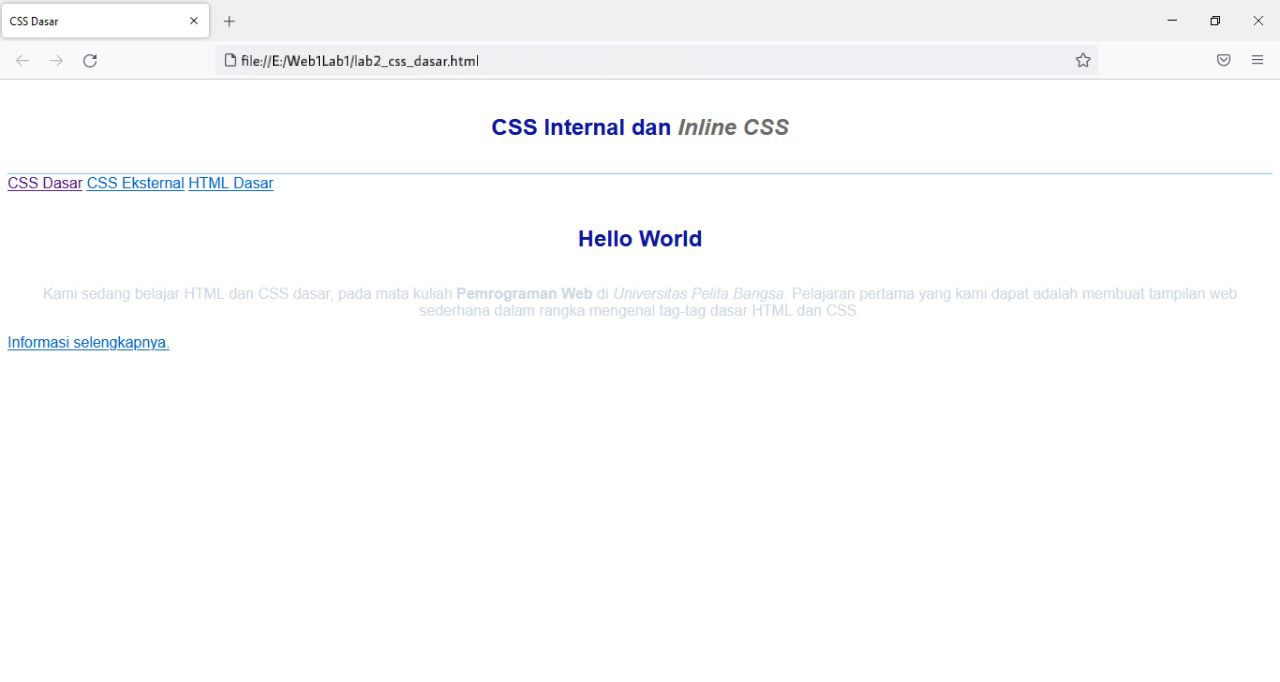 CSS Dasar
file://E:/Web1Lab1/lab2_css_dasar.html
CSS Internal dan Inline CSS
CSS Dasar CSS Eksternal HTML Dasar
Hello World
Kami sedang belajar HTML dan CSS dasar, pada mata kuliah Pemrograman Web di Universitas Pelita Bangsa. Pelajaran pertama yang kami dapat adalah membuat tampilan web
sederhana dalam rangka mengenal tag-tag dasar HTML dan CSS.
Informasi selengkapnya.